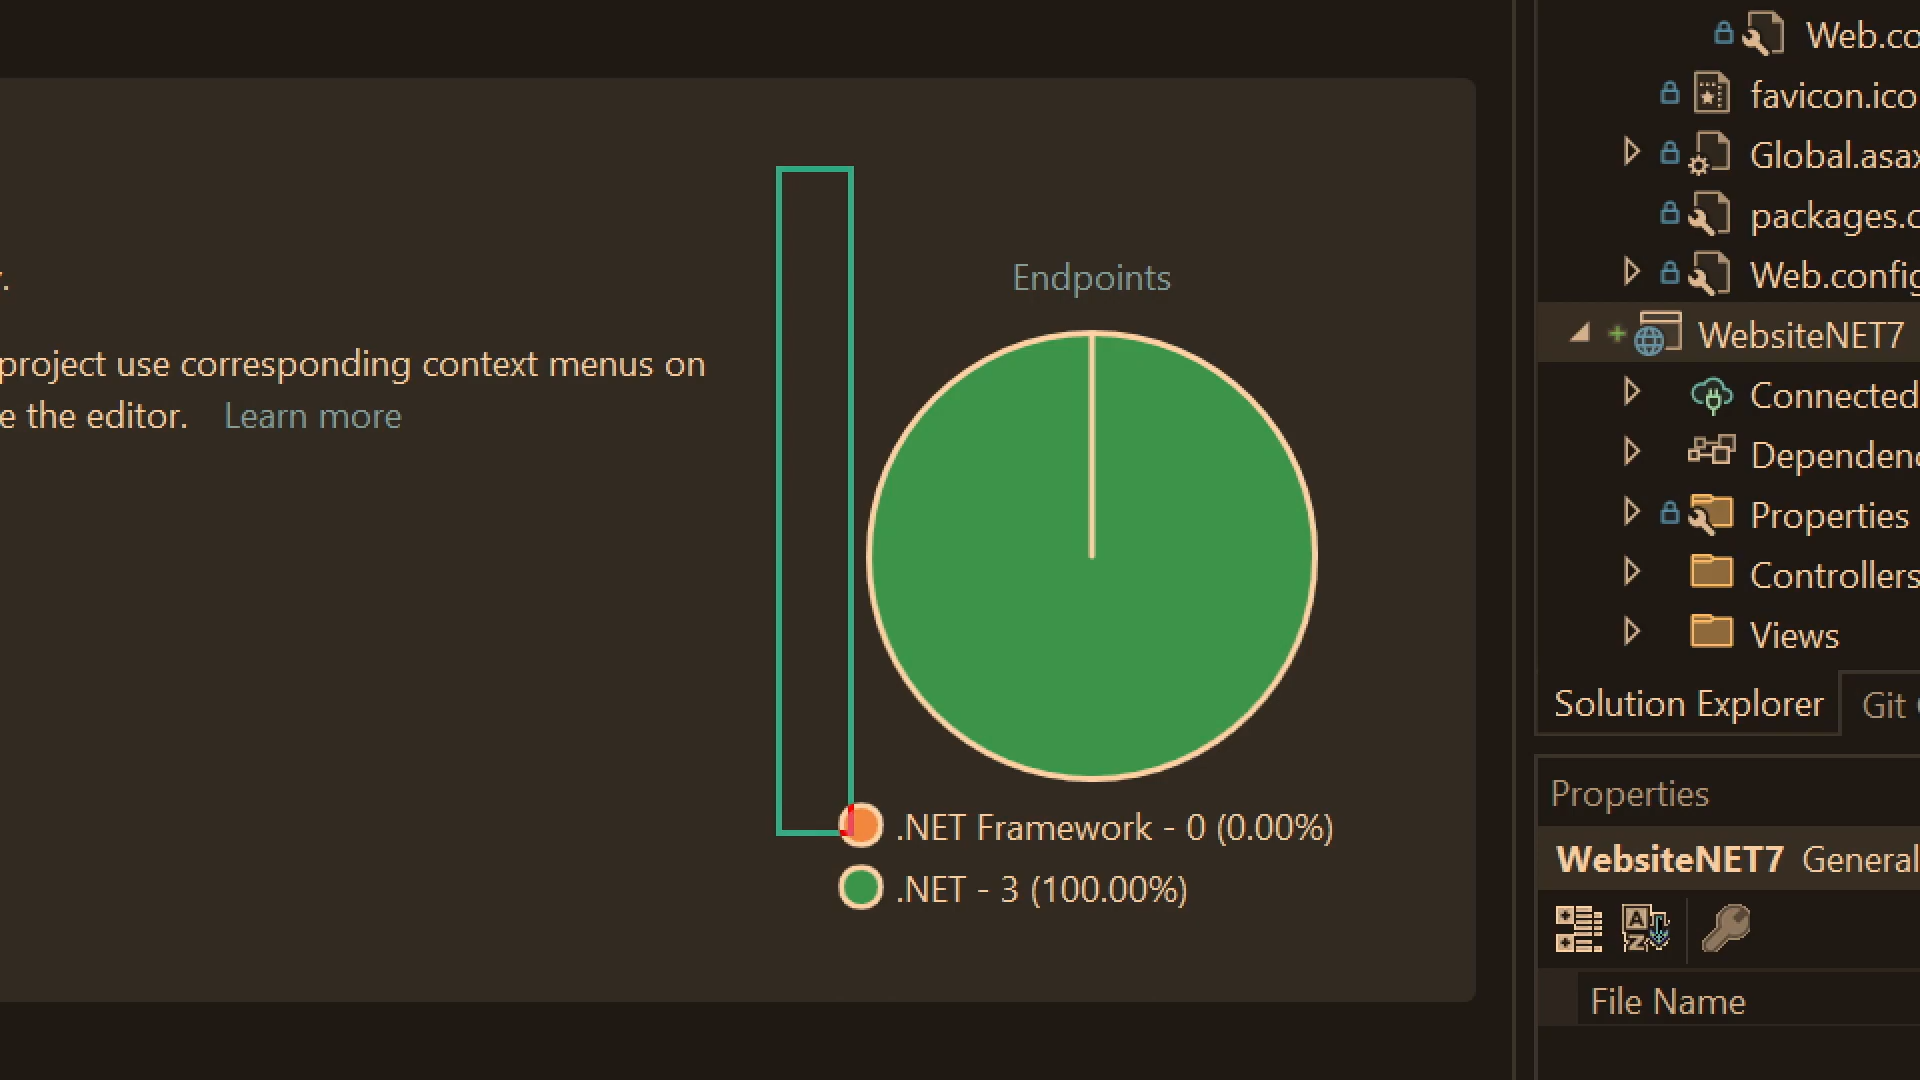 .
project use corresponding context menus on
e the editor. Learn more
Endpoints
.NET Framework - 0 (0.00%)
.NET - 3 (100.00%)
Web.co
favicon.ico
Global.asax
packages.c
Web.config
WebsiteNET7
Connected
Dependenc
Properties
Controllers
Views
Solution Explorer
Git
Properties
WebsiteNET7 General
File Name